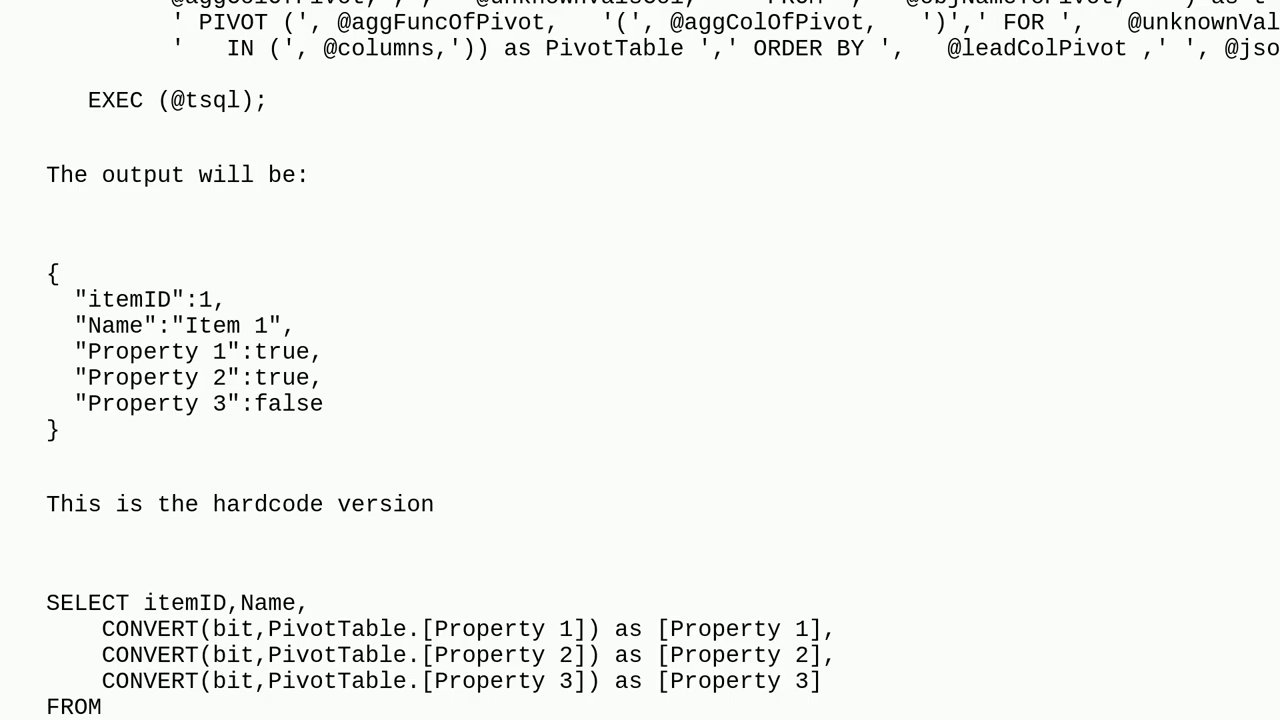 ' PIVOT (', @aggFuncOfPivot,   '(', @aggColOfPivot,   ')',' FOR ',   @unknownVal
'   IN (', @columns,')) as PivotTable ',' ORDER BY ',   @leadColPivot ,' ', @jso
EXEC (@tsql);
The output will be:
{
"itemID":1,
"Name":"Item 1",
"Property 1":true,
"Property 2":true,
"Property 3":false
}
This is the hardcode version
SELECT itemID,Name,
CONVERT(bit,PivotTable.[Property 1]) as [Property 1],
CONVERT(bit,PivotTable.[Property 2]) as [Property 2],
CONVERT(bit,PivotTable.[Property 3]) as [Property 3]
FROM